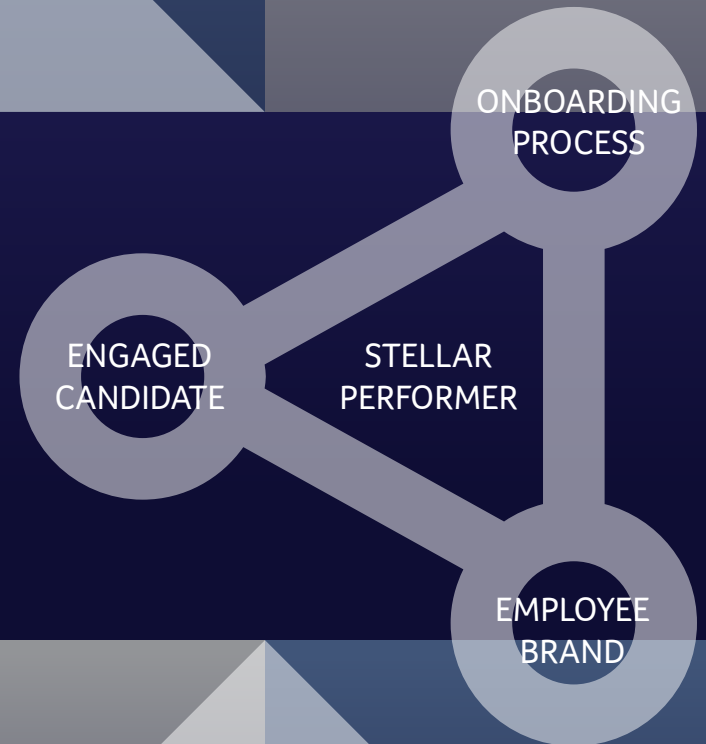 ONBOARDING
PROCESS
ENGAGED
CANDIDATE
STELLAR
PERFORMER
EMPLOYEE
BRAND